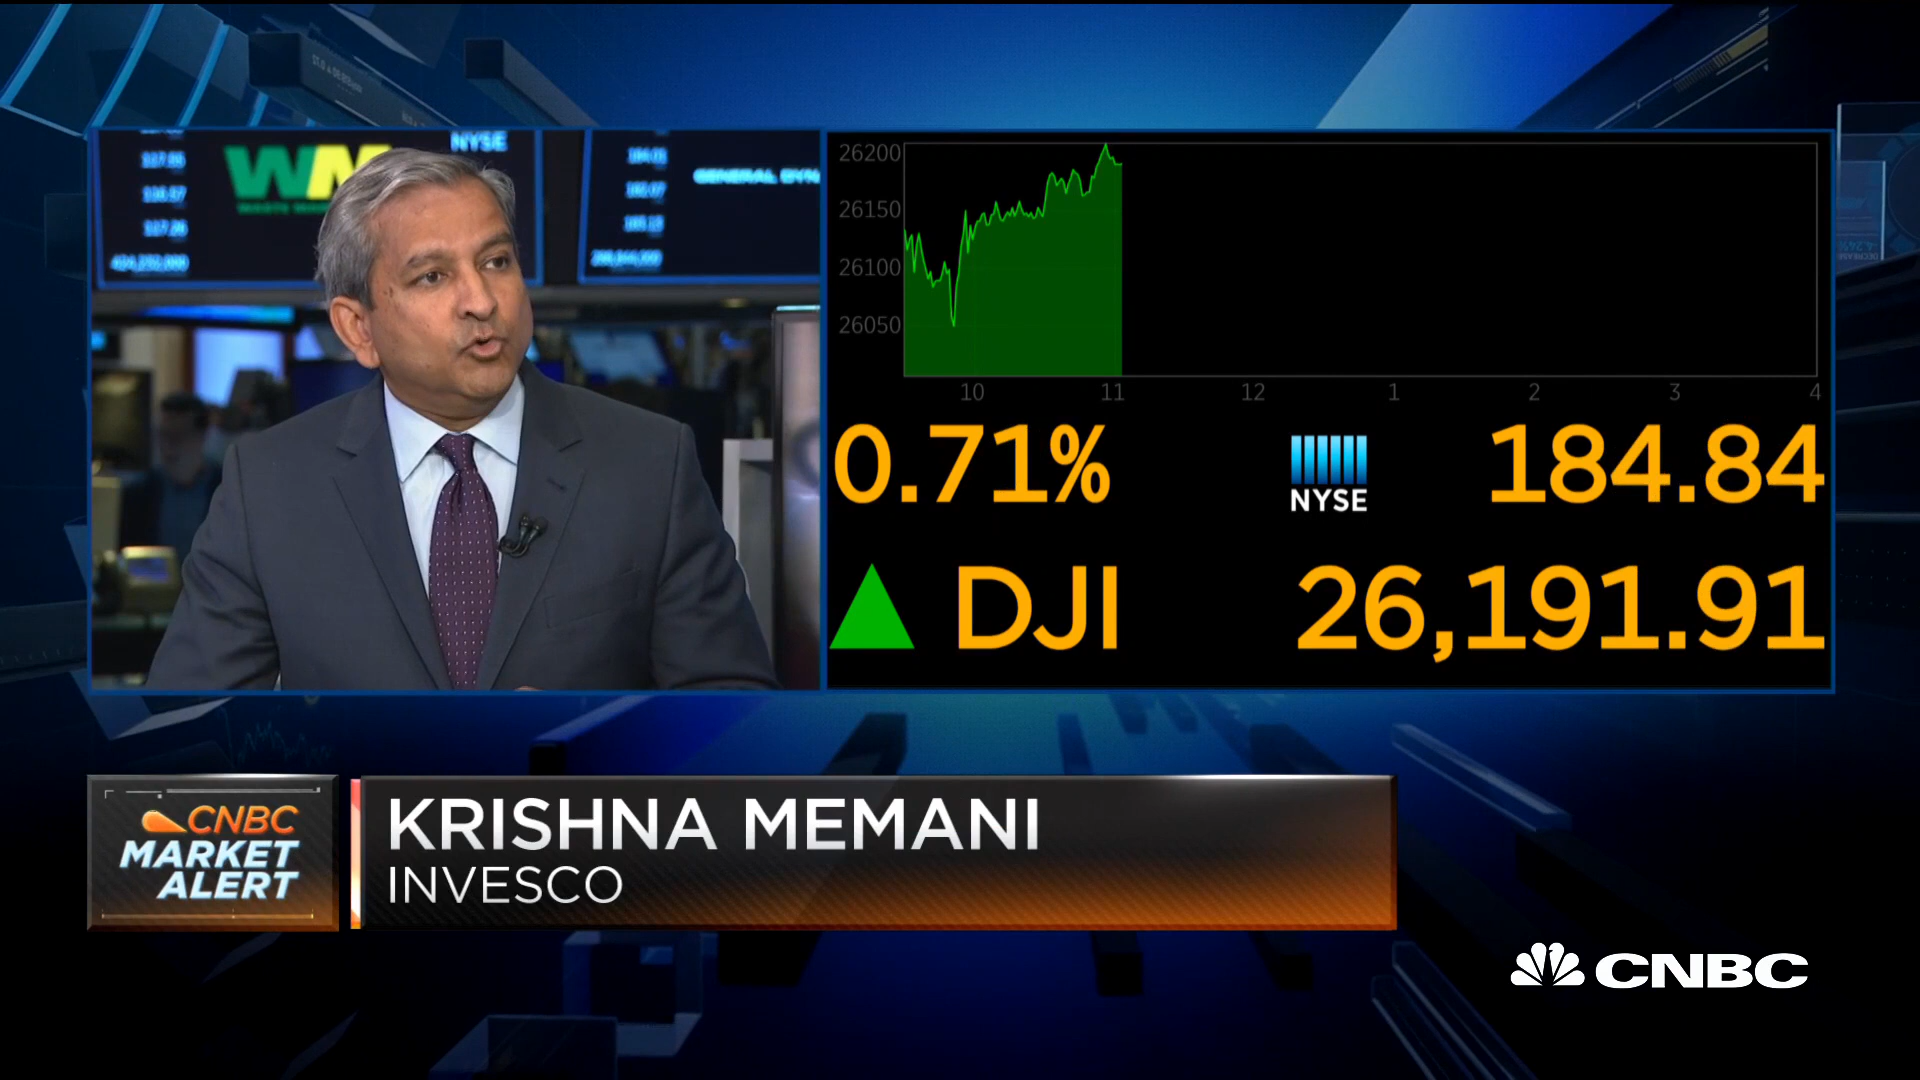 NYSE
WM
26200
26150
26100
26050
10 11 12 1 2 3 4
0.71% NYSE 184.84
DJI 26,191.91
CNBC
MARKET
ALERT
KRISHNA MEMANI
INVESCO
CNBC